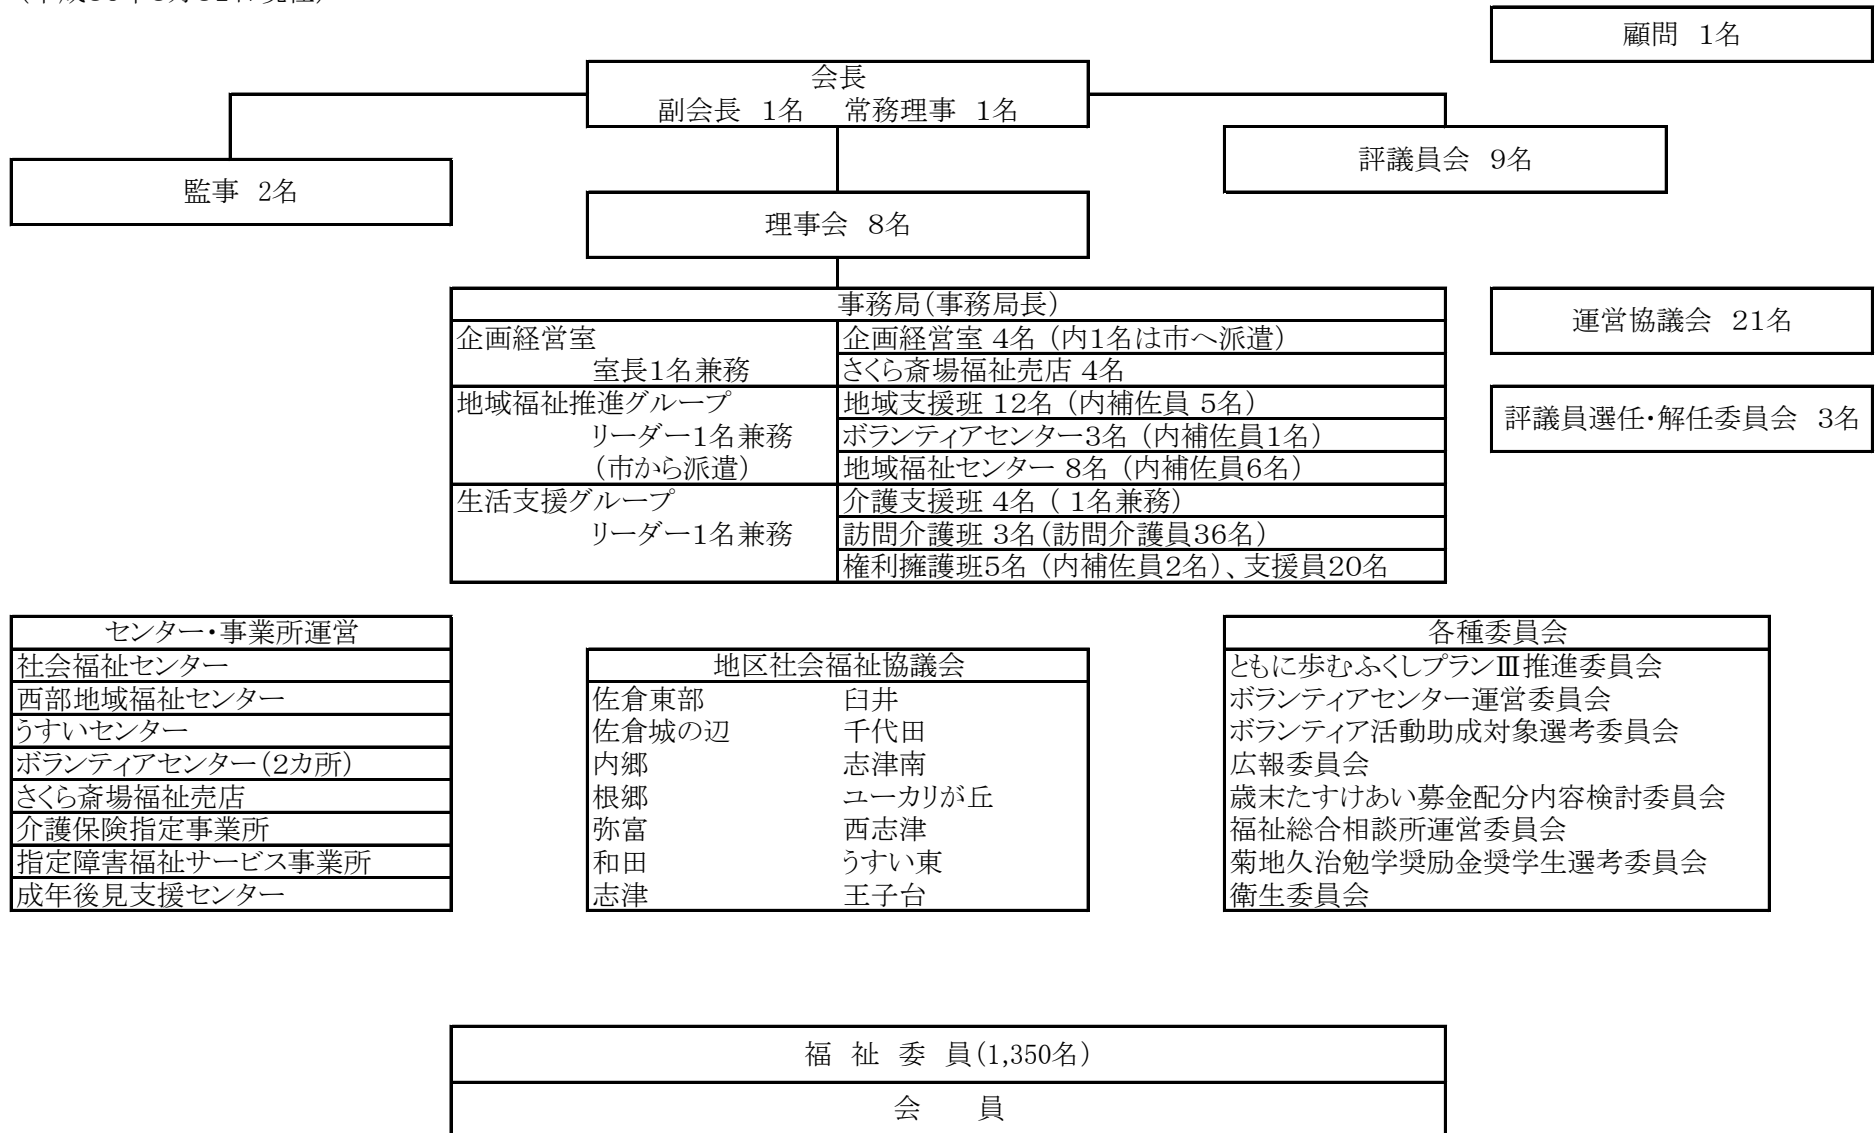 顧問 1名
会長
副会長 1名 常務理事 1名
評議員会 9名
監事 2名
理事会 8名
事務局(事務局長)
企画経営室
室長1名兼務
企画経営室 4名 (内1名は市へ派遣)
さくら斎場福祉売店 4名
地域福祉推進グループ
リーダー1名兼務
(市から派遣)
地域支援班 12名 (内補佐員 5名)
ボランティアセンター3名 (内補佐員1名)
地域福祉センター 8名 (内補佐員6名)
生活支援グループ
リーダー1名兼務
介護支援班 4名 ( 1名兼務)
訪問介護班 3名(訪問介護員36名)
権利擁護班5名 (内補佐員2名)、支援員20名
運営協議会 21名
評議員選任・解任委員会 3名
センター・事業所運営
社会福祉センター
西部地域福祉センター
うすいセンター
ボランティアセンター(2カ所)
さくら斎場福祉売店
介護保険指定事業所
指定障害福祉サービス事業所
成年後見支援センター
地区社会福祉協議会
佐倉東部 臼井
佐倉城の辺 千代田
内郷 志津南
根郷 ユーカリが丘
弥富 西志津
和田 うすい東
志津 王子台
各種委員会
ともに歩むふくしプランⅢ推進委員会
ボランティアセンター運営委員会
ボランティア活動助成対象選考委員会
広報委員会
歳末たすけあい募金配分内容検討委員会
福祉総合相談所運営委員会
菊地久治勉学奨励金奨学生選考委員会
衛生委員会
福 祉 委 員(1,350名)
会 員